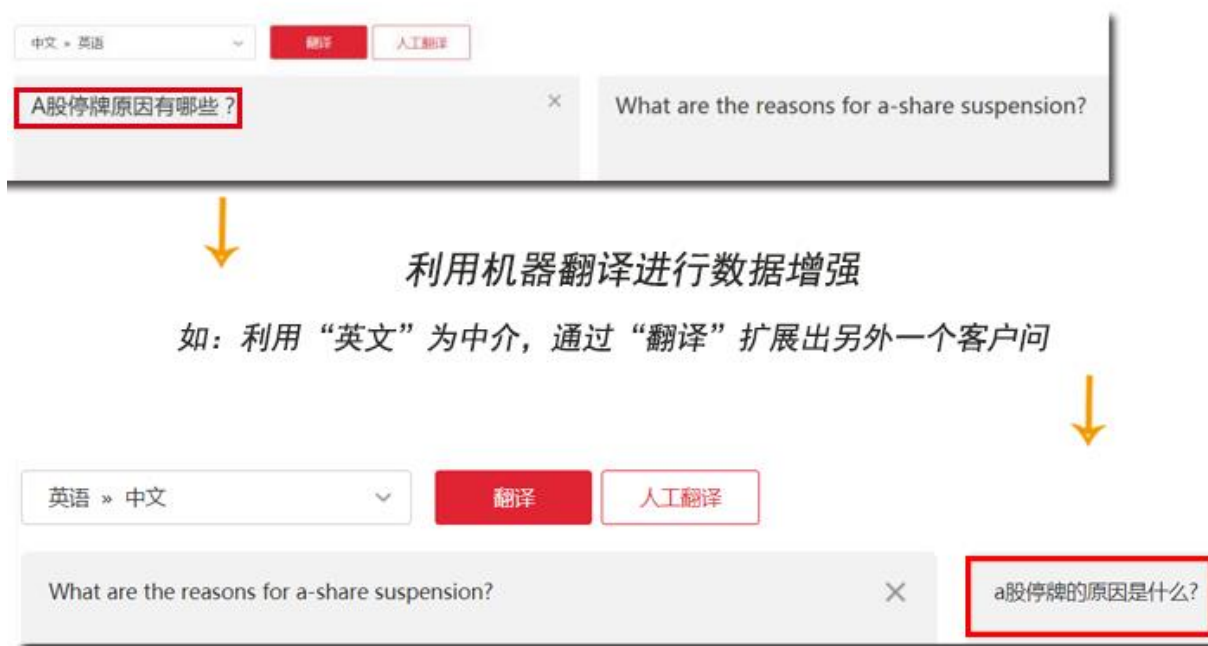 中文 » 英语
翻译
人工翻译
A股停牌原因有哪些？
What are the reasons for a-share suspension?
利用机器翻译进行数据增强
如：利用“英文”为中介，通过“翻译”扩展出另外一个客户问
英语 » 中文
翻译
人工翻译
What are the reasons for a-share suspension?
a股停牌的原因是什么?